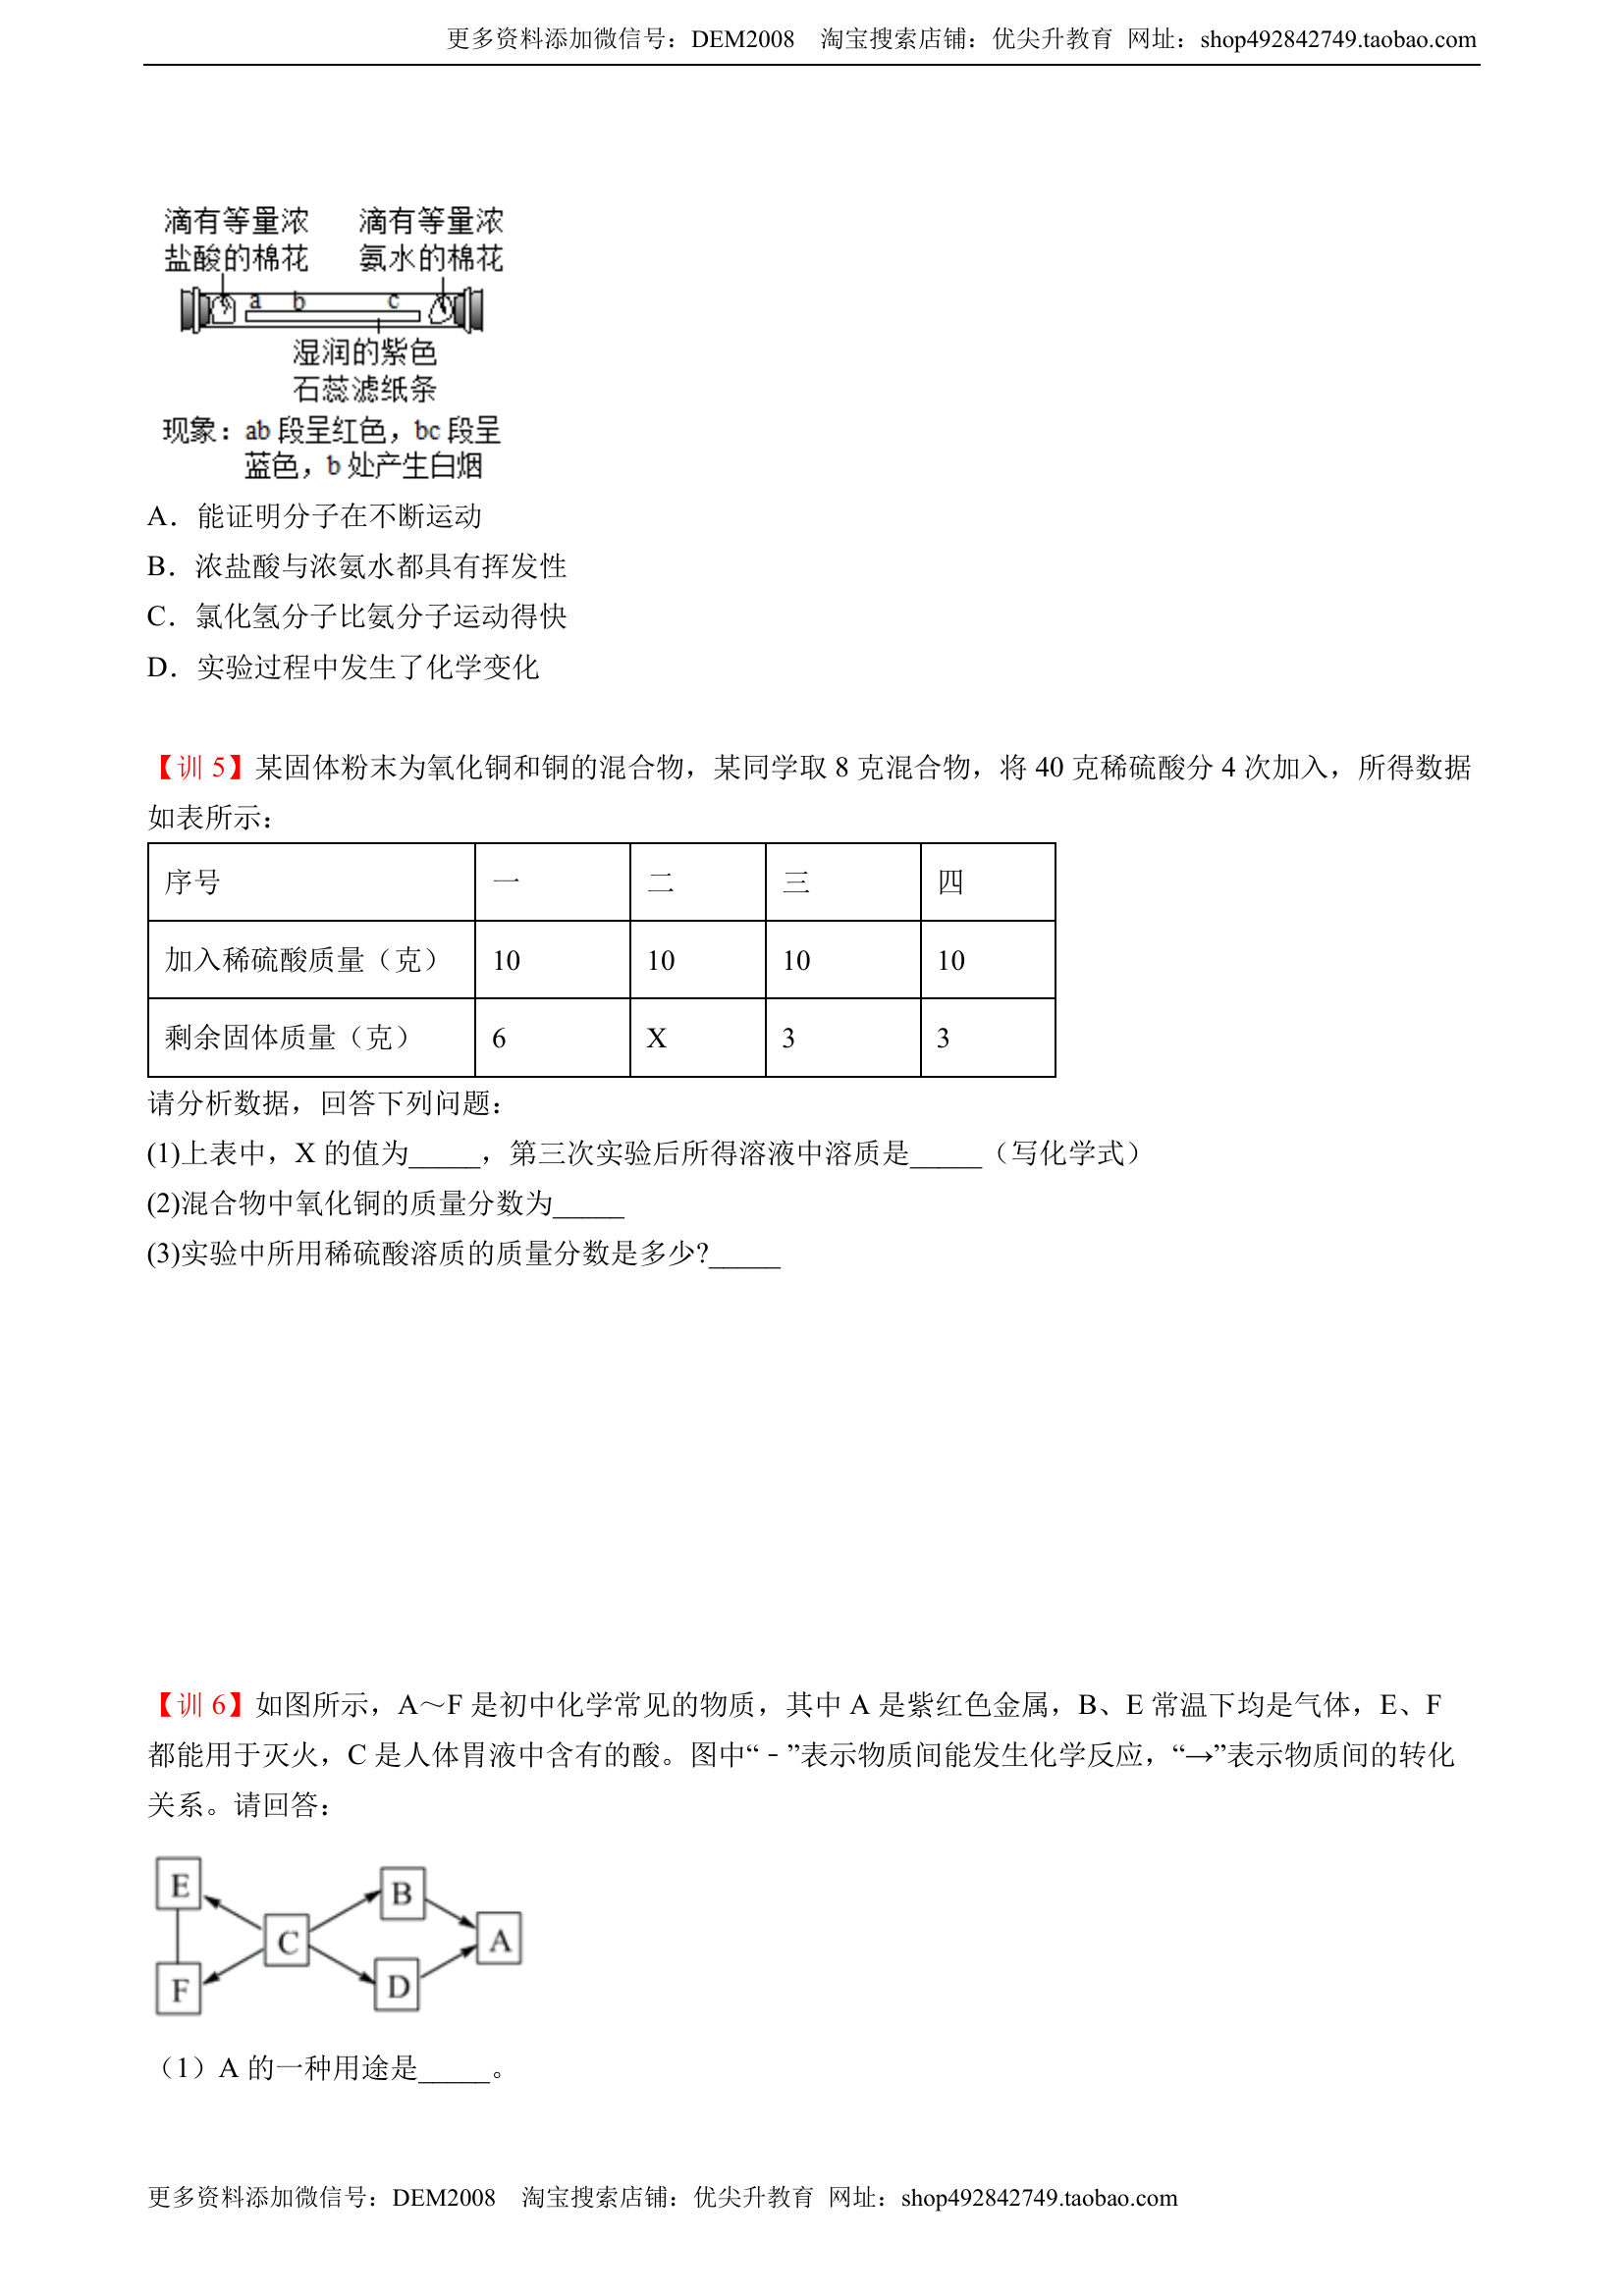 更多资料添加微信号：DEM2008 淘宝搜索店铺：优尖升教育 网址：shop492842749.taobao.com
滴有等量浓 滴有等量浓
盐酸的棉花 氨水的棉花
a b c
湿润的紫色
石蕊滤纸条
现象：ab 段呈红色，bc 段呈
蓝色，b 处产生白烟
A．能证明分子在不断运动
B．浓盐酸与浓氨水都具有挥发性
C．氯化氢分子比氨分子运动得快
D．实验过程中发生了化学变化
【训 5】某固体粉末为氧化铜和铜的混合物，某同学取 8 克混合物，将 40 克稀硫酸分 4 次加入，所得数据
如表所示：
序号 一 二 三 四
加入稀硫酸质量（克） 10 10 10 10
剩余固体质量（克） 6 X 3 3
请分析数据，回答下列问题：
(1)上表中，X 的值为_____，第三次实验后所得溶液中溶质是_____（写化学式）
(2)混合物中氧化铜的质量分数为_____
(3)实验中所用稀硫酸溶质的质量分数是多少?_____
【训 6】如图所示，A～F 是初中化学常见的物质，其中 A 是紫红色金属，B、E 常温下均是气体，E、F
都能用于灭火，C 是人体胃液中含有的酸。图中“﹣”表示物质间能发生化学反应，“→”表示物质间的转化
关系。请回答：
E B
C A
F D
（1）A 的一种用途是_____。
更多资料添加微信号：DEM2008 淘宝搜索店铺：优尖升教育 网址：shop492842749.taobao.com